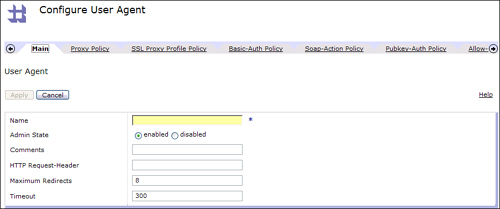 Configure User Agent
Main Proxy Policy SSL Proxy Profile Policy Basic-Auth Policy Soap-Action Policy Pubkey-Auth Policy Allow-
User Agent
Apply Cancel Help
Name *
Admin State enabled disabled
Comments
HTTP Request-Header
Maximum Redirects 8
Timeout 300